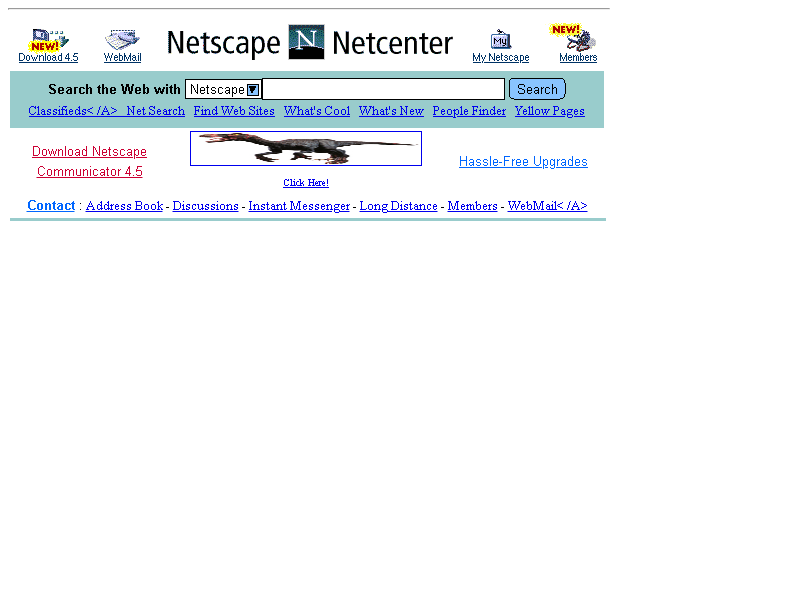 NEW! NEW!
Netscape N Netcenter
Download 4.5 WebMail My My Netscape Members
Search the Web with Netscape Search
Classifieds< /A> Net Search Find Web Sites What's Cool What's New People Finder Yellow Pages
Download Netscape
Communicator 4.5
Hassle-Free Upgrades
Click Here!
Contact : Address Book - Discussions - Instant Messenger - Long Distance - Members - WebMail< /A>